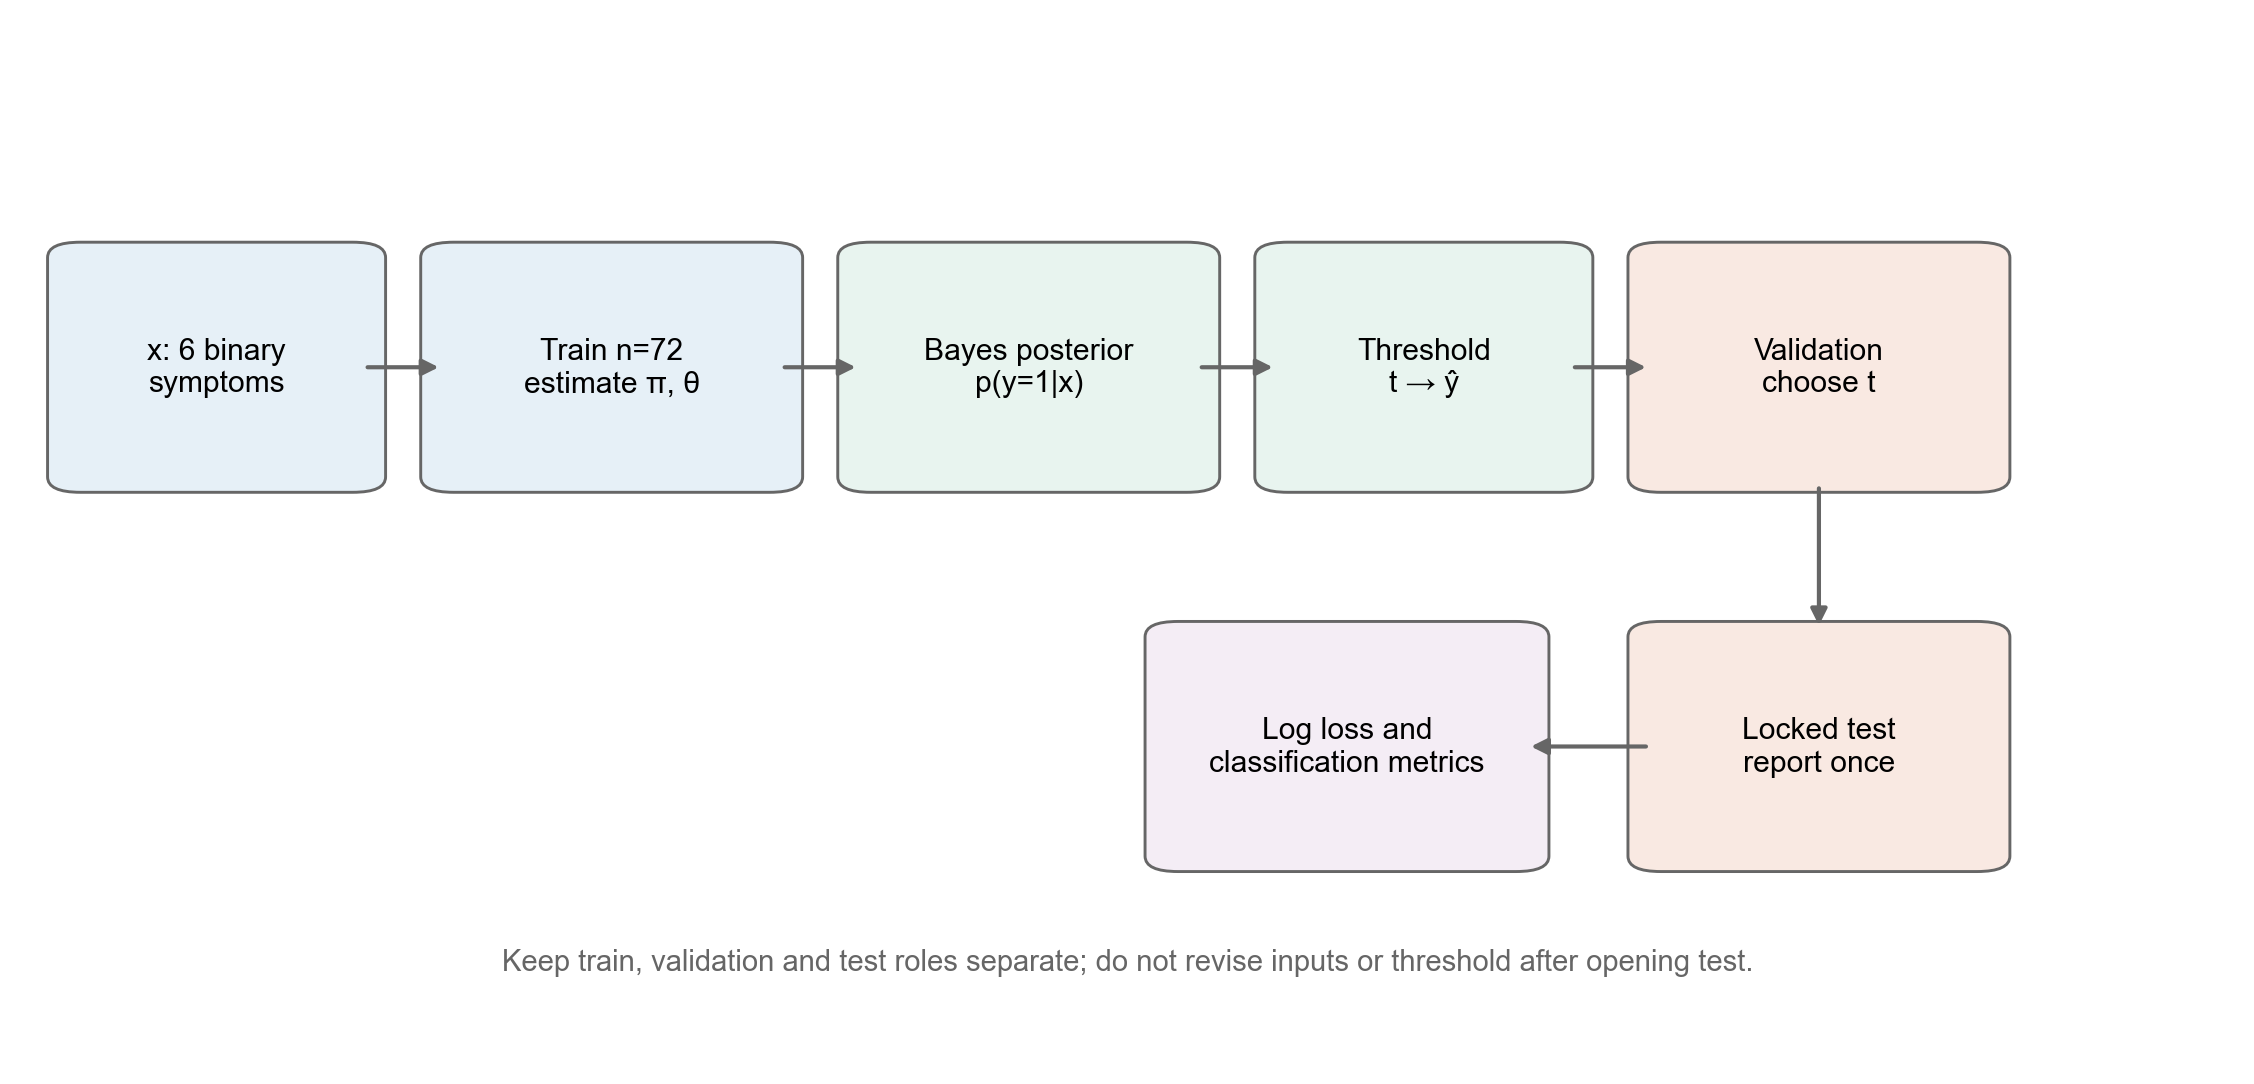 x: 6 binary
symptoms
Train n=72
estimate π, θ
Bayes posterior
p(y=1|x)
Threshold
t → ŷ
Validation
choose t
Locked test
report once
Log loss and
classification metrics
Keep train, validation and test roles separate; do not revise inputs or threshold after opening test.